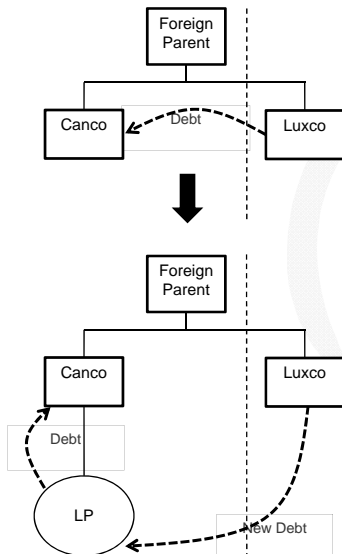 Foreign
Parent
Canco
Debt
Luxco
Foreign
Parent
Canco
Luxco
Debt
LP
New Debt